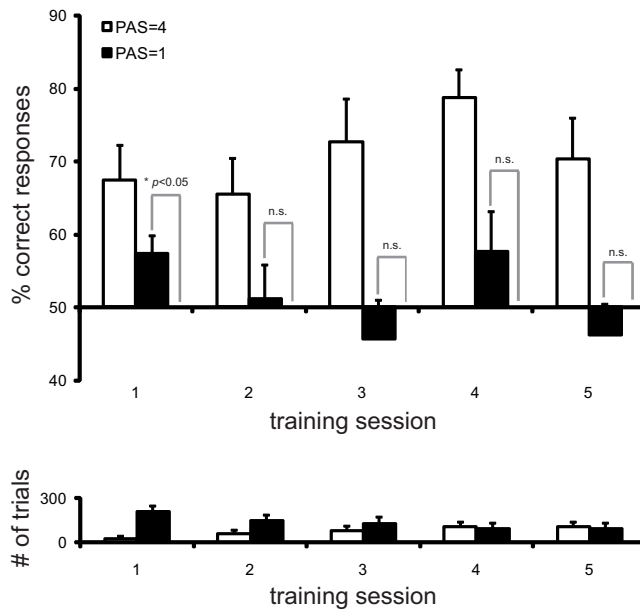 90
PAS=4
PAS=1
80
70
60
50
40
% correct responses
* p<0.05
n.s.
n.s.
n.s.
n.s.
1 2 3 4 5
training session
300
0
# of trials
1 2 3 4 5
training session